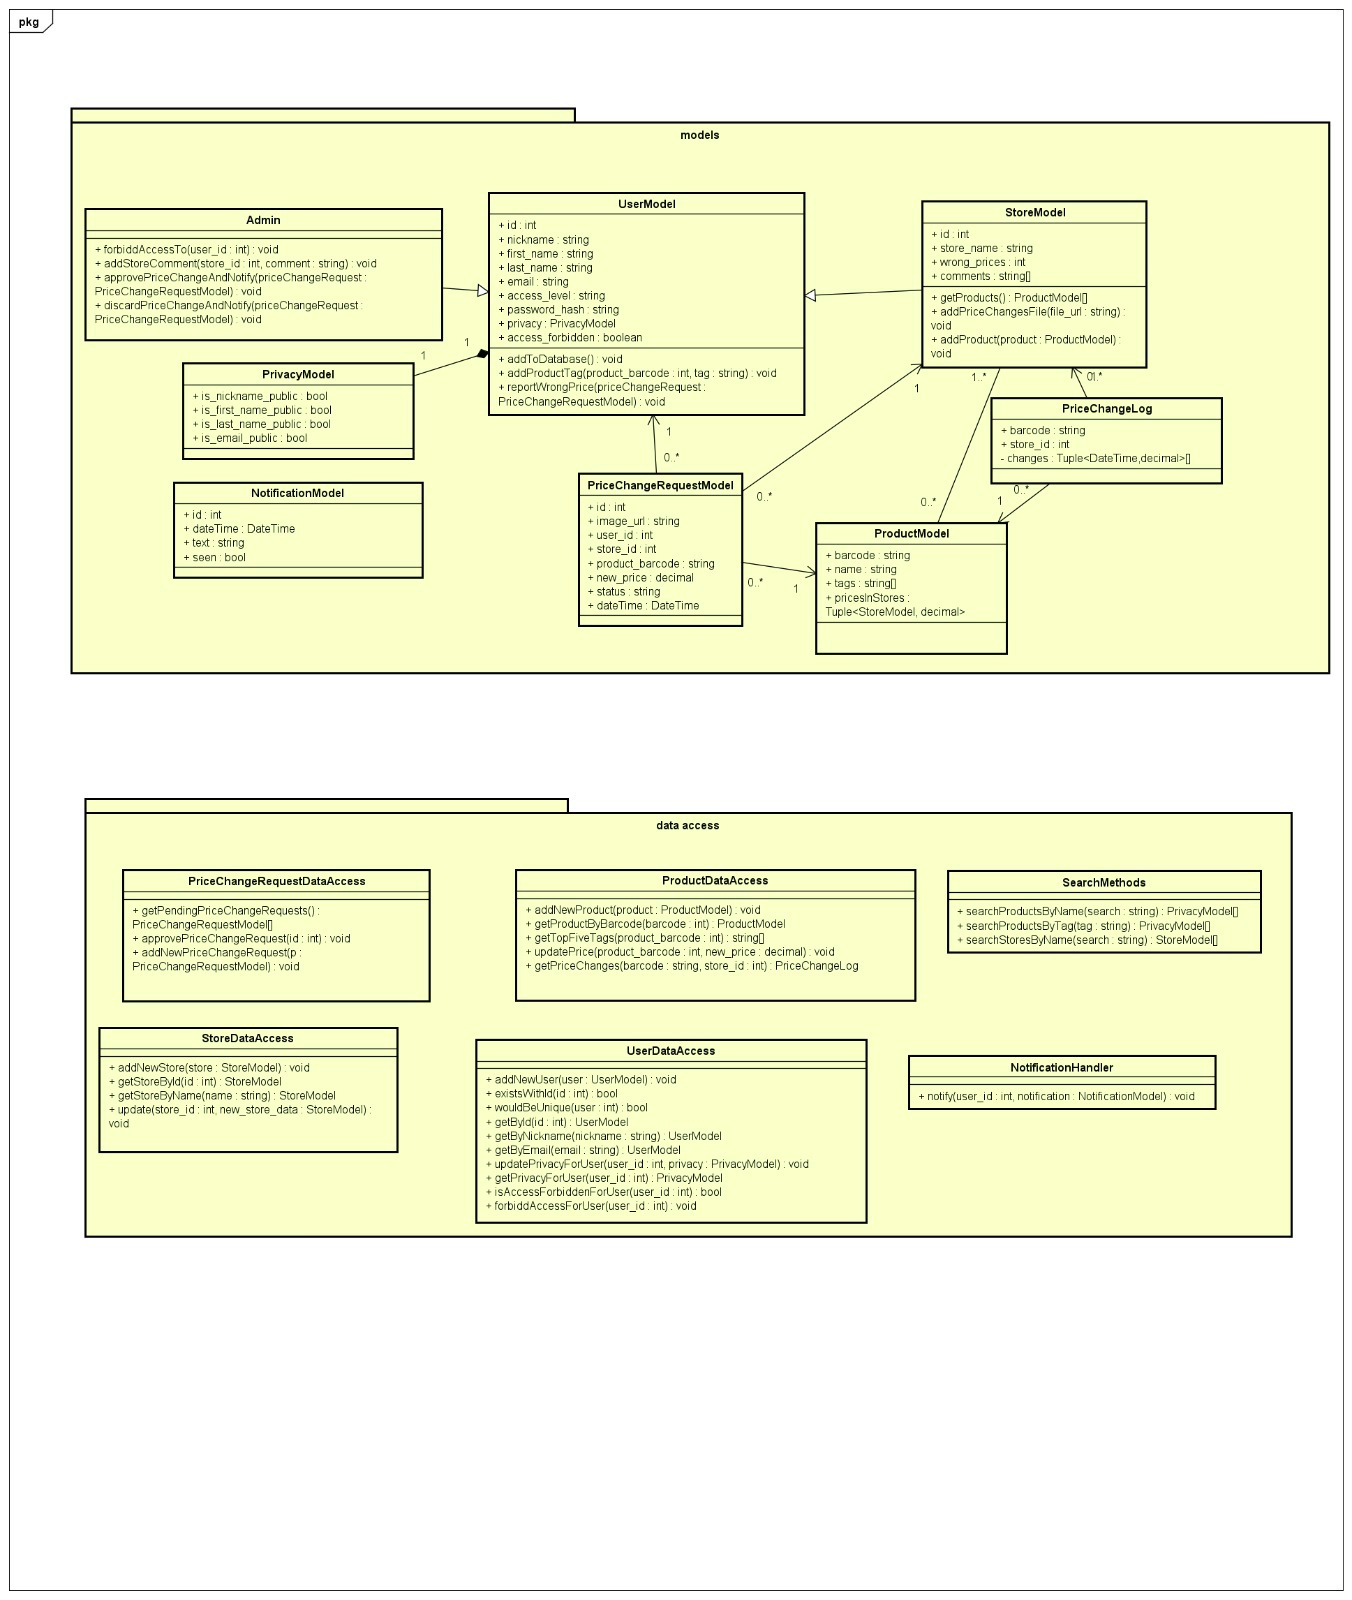 pkg
models
Admin
+ forbiddAccessTo(user_id : int) : void
+ addStoreComment(store_id : int, comment : string) : void
+ approvePriceChangeAndNotify(priceChangeRequest :
PriceChangeRequestModel) : void
+ discardPriceChangeAndNotify(priceChangeRequest :
PriceChangeRequestModel) : void
UserModel
+ id : int
+ nickname : string
+ first_name : string
+ last_name : string
+ email : string
+ access_level : string
+ password_hash : string
+ privacy : PrivacyModel
+ access_forbidden : boolean
+ addToDatabase() : void
+ addProductTag(product_barcode : int, tag : string) : void
+ reportWrongPrice(priceChangeRequest :
PriceChangeRequestModel) : void
StoreModel
+ id : int
+ store_name : string
+ wrong_prices : int
+ comments : string[]
+ getProducts() : ProductModel[]
+ addPriceChangesFile(file_url : string) :
void
+ addProduct(product : ProductModel) :
void
1
1
PrivacyModel
+ is_nickname_public : bool
+ is_first_name_public : bool
+ is_last_name_public : bool
+ is_email_public : bool
1
0..*
1
0..*
1..*
0..*
PriceChangeLog
+ barcode : string
+ store_id : int
- changes : Tuple<DateTime,decimal>[]
0..*
1
NotificationModel
+ id : int
+ dateTime : DateTime
+ text : string
+ seen : bool
PriceChangeRequestModel
+ id : int
+ image_url : string
+ user_id : int
+ store_id : int
+ product_barcode : string
+ new_price : decimal
+ status : string
+ dateTime : DateTime
0..*
1
ProductModel
+ barcode : string
+ name : string
+ tags : string[]
+ pricesInStores :
Tuple<StoreModel, decimal>
data access
PriceChangeRequestDataAccess
+ getPendingPriceChangeRequests() :
PriceChangeRequestModel[]
+ approvePriceChangeRequest(id : int) : void
+ addNewPriceChangeRequest(p :
PriceChangeRequestModel) : void
ProductDataAccess
+ addNewProduct(product : ProductModel) : void
+ getProductByBarcode(barcode : int) : ProductModel
+ getTopFiveTags(product_barcode : int) : string[]
+ updatePrice(product_barcode : int, new_price : decimal) : void
+ getPriceChanges(barcode : string, store_id : int) : PriceChangeLog
SearchMethods
+ searchProductsByName(search : string) : PrivacyModel[]
+ searchProductsByTag(tag : string) : PrivacyModel[]
+ searchStoresByName(search : string) : StoreModel[]
StoreDataAccess
+ addNewStore(store : StoreModel) : void
+ getStoreById(id : int) : StoreModel
+ getStoreByName(name : string) : StoreModel
+ update(store_id : int, new_store_data : StoreModel) :
void
UserDataAccess
+ addNewUser(user : UserModel) : void
+ existsWithId(id : int) : bool
+ wouldBeUnique(user : int) : bool
+ getById(id : int) : UserModel
+ getByNickname(nickname : string) : UserModel
+ getByEmail(email : string) : UserModel
+ updatePrivacyForUser(user_id : int, privacy : PrivacyModel) : void
+ getPrivacyForUser(user_id : int) : PrivacyModel
+ isAccessForbiddenForUser(user_id : int) : bool
+ forbiddAccessForUser(user_id : int) : void
NotificationHandler
+ notify(user_id : int, notification : NotificationModel) : void